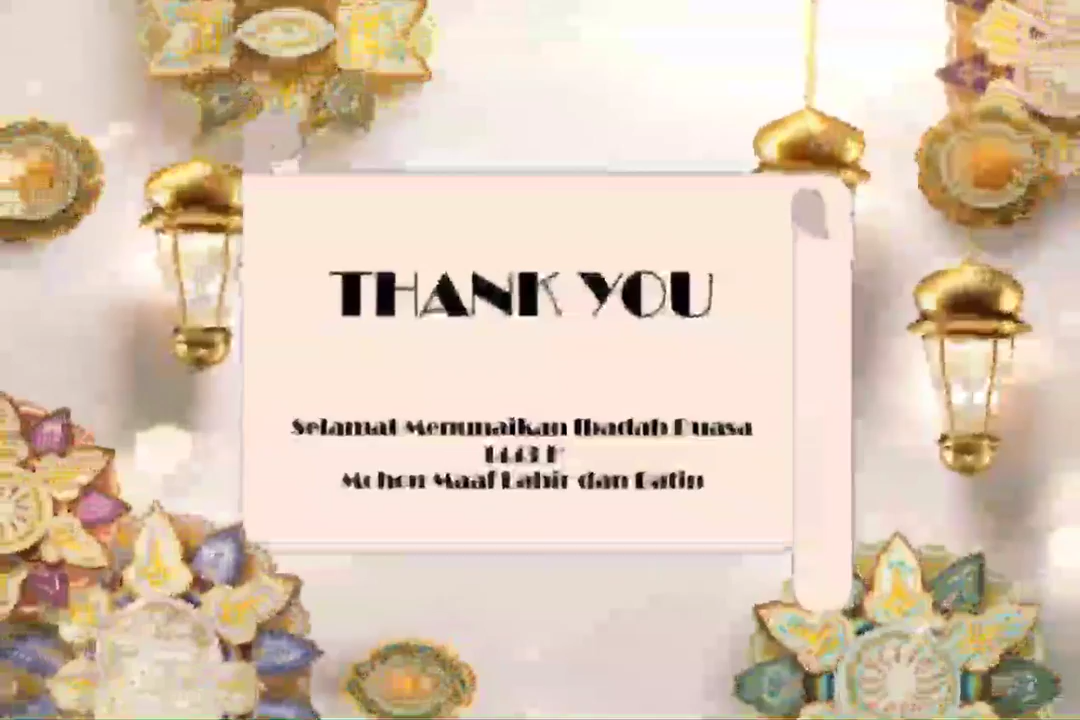 THANK YOU
Selamat Menunaikan Ibadah Puasa
1443 H
Mohon Maaf Lahir dan Batin